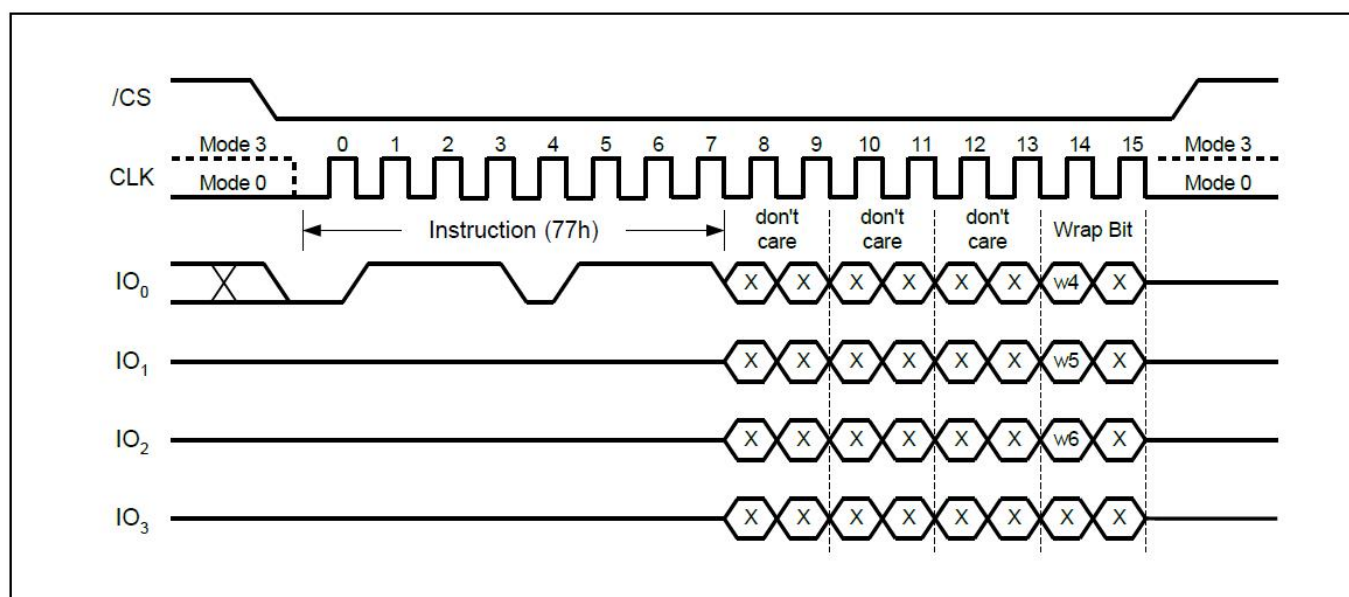 /CS
Mode 3 0 1 2 3 4 5 6 7 8 9 10 11 12 13 14 15 Mode 3
CLK
Mode 0 Mode 0
Instruction (77h) don't care don't care don't care Wrap Bit
IO0 X X X X X X X w4 X
IO1 X X X X X X w5 X
IO2 X X X X X X w6 X
IO3 X X X X X X X X